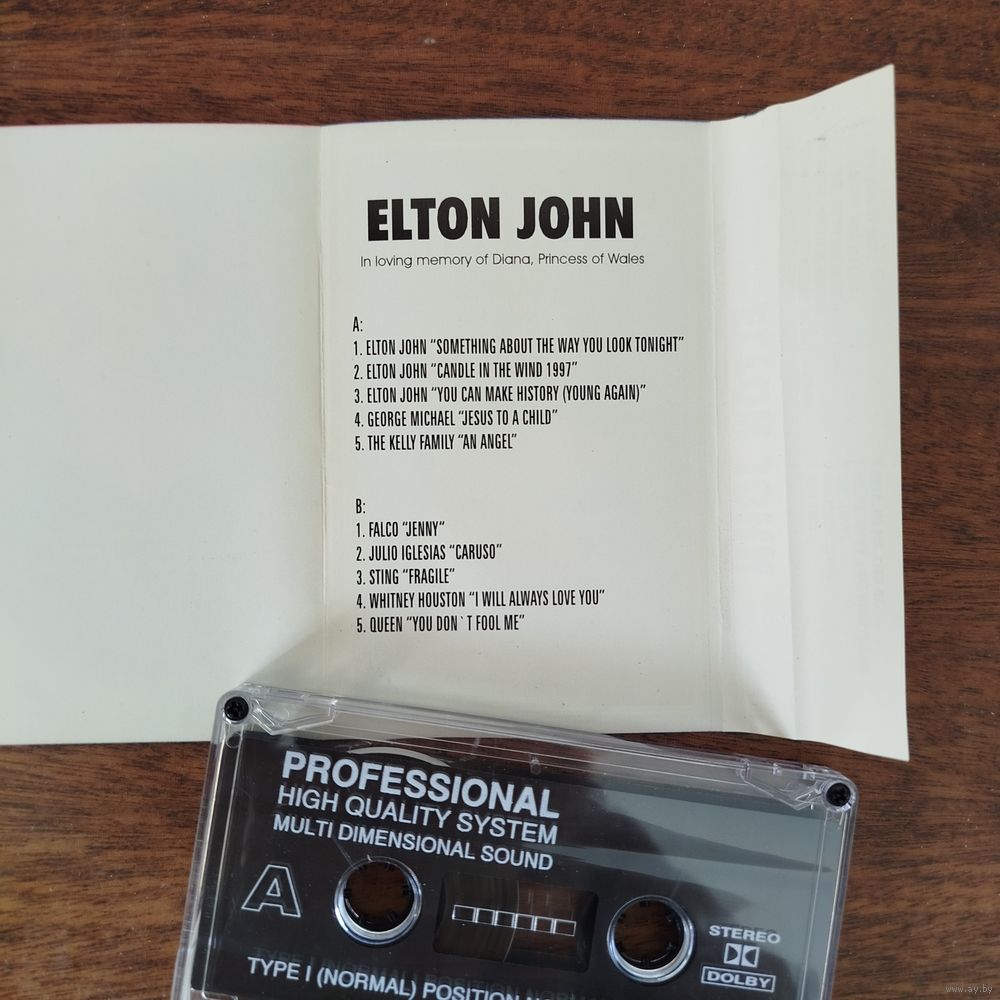 ELTON JOHN
In loving memory of Diana, Princess of Wales
A:
1. ELTON JOHN “SOMETHING ABOUT THE WAY YOU LOOK TONIGHT”
2. ELTON JOHN “CANDLE IN THE WIND 1997”
3. ELTON JOHN “YOU CAN MAKE HISTORY (YOUNG AGAIN)”
4. GEORGE MICHAEL “JESUS TO A CHILD”
5. THE KELLY FAMILY “AN ANGEL”
B:
1. FALCO “JENNY“
2. JULIO IGLESIAS “CARUSO”
3. STING “FRAGILE”
4. WHITNEY HOUSTON “I WILL ALWAYS LOVE YOU”
5. QUEEN “YOU DON`T FOOL ME”
PROFESSIONAL
HIGH QUALITY SYSTEM
MULTI DIMENSIONAL SOUND
A
STEREO
DOLBY
TYPE I (NORMAL) POSITION
www.ay.by